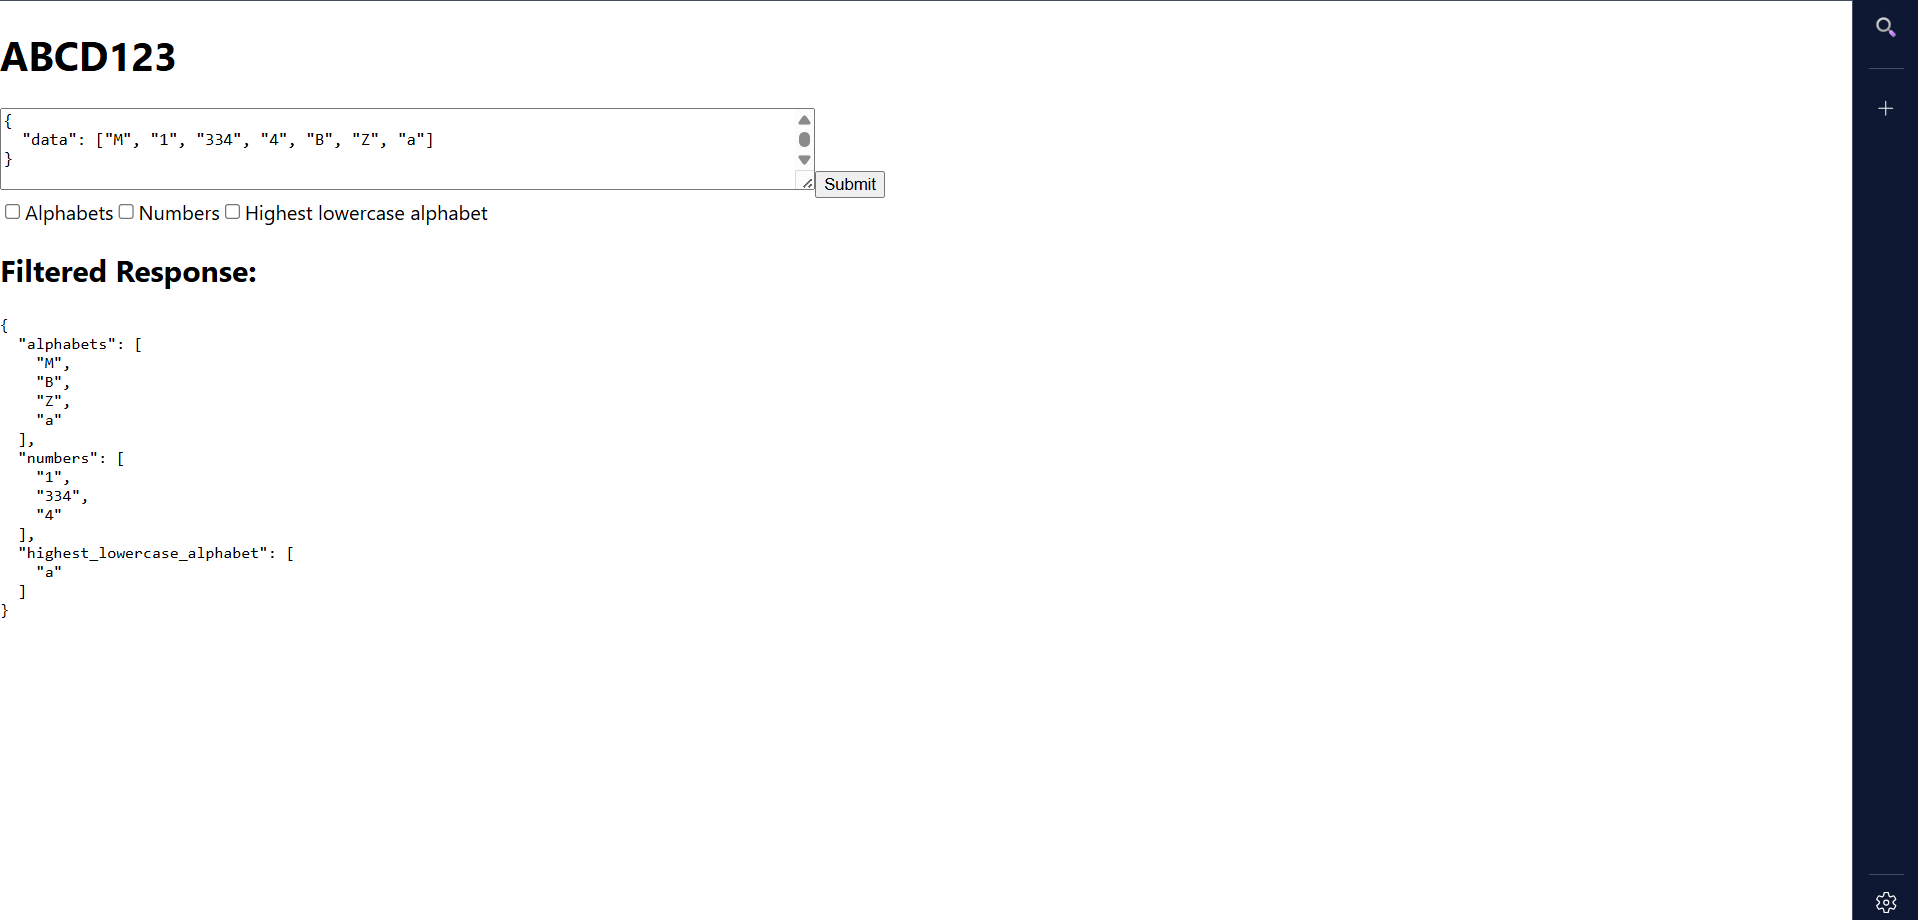 ABCD123
{
  "data": ["M", "1", "334", "4", "B", "Z", "a"]
}
Submit
Alphabets Numbers Highest lowercase alphabet
Filtered Response:
{
  "alphabets": [
    "M",
    "B",
    "Z",
    "a"
  ],
  "numbers": [
    "1",
    "334",
    "4"
  ],
  "highest_lowercase_alphabet": [
    "a"
  ]
}